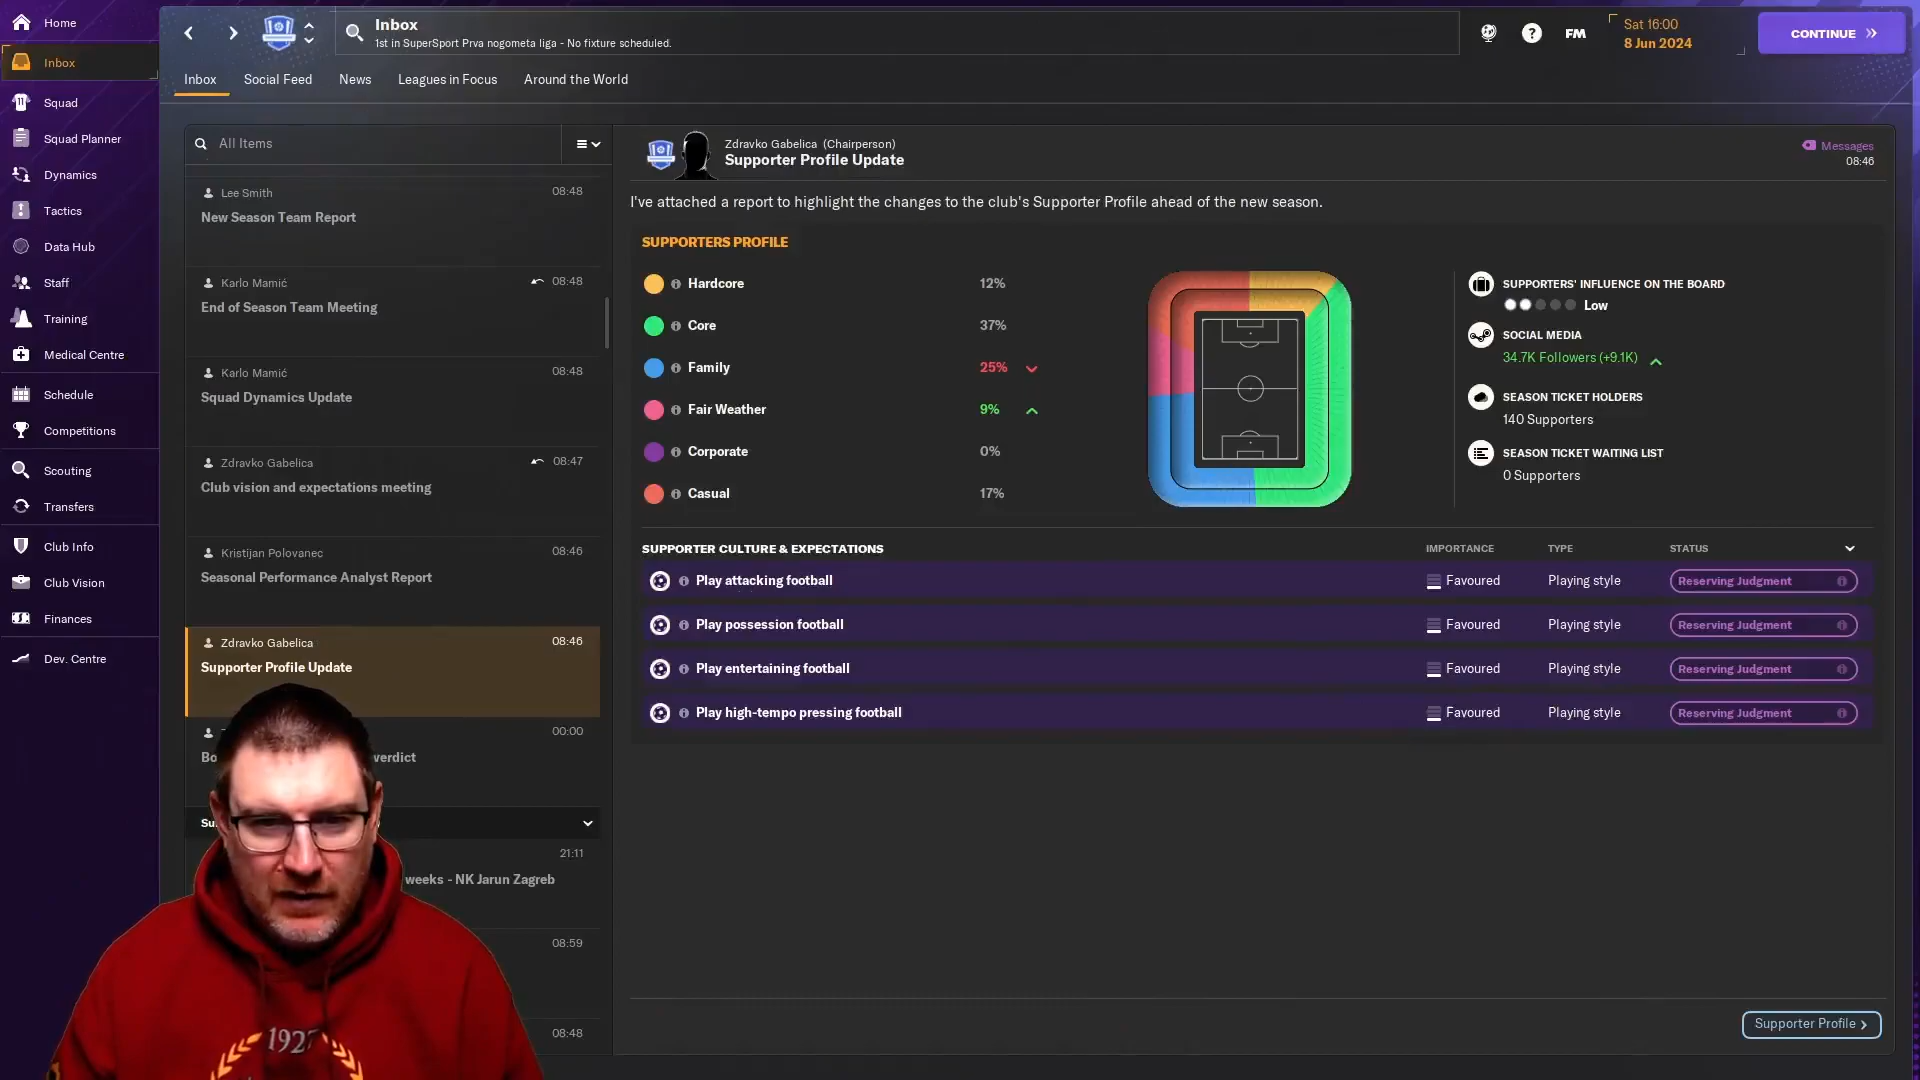 Home
Inbox
Squad
Squad Planner
Dynamics
Tactics
Data Hub
Staff
Training
Medical Centre
Schedule
Competitions
Scouting
Transfers
Club Info
Club Vision
Finances
Dev. Centre
Inbox
1st in SuperSport Prva nogometa liga - No fixture scheduled.
FM
Sat 16:00
8 Jun 2024
CONTINUE
Inbox Social Feed News Leagues in Focus Around the World
All Items
Lee Smith 08:48
New Season Team Report
Karlo Mamić 08:48
End of Season Team Meeting
Karlo Mamić 08:48
Squad Dynamics Update
Zdravko Gabelica 08:47
Club vision and expectations meeting
Kristijan Polovanec 08:46
Seasonal Performance Analyst Report
Zdravko Gabelica 08:46
Supporter Profile Update
00:00
verdict
21:11
weeks - NK Jarun Zagreb
08:59
08:48
Zdravko Gabelica (Chairperson)
Supporter Profile Update
Messages
08:46
I've attached a report to highlight the changes to the club's Supporter Profile ahead of the new season.
SUPPORTERS PROFILE
Hardcore 12%
Core 37%
Family 25%
Fair Weather 9%
Corporate 0%
Casual 17%
SUPPORTERS' INFLUENCE ON THE BOARD
Low
SOCIAL MEDIA
34.7K Followers (+9.1K)
SEASON TICKET HOLDERS
140 Supporters
SEASON TICKET WAITING LIST
0 Supporters
SUPPORTER CULTURE & EXPECTATIONS IMPORTANCE TYPE STATUS
Play attacking football Favoured Playing style Reserving Judgment
Play possession football Favoured Playing style Reserving Judgment
Play entertaining football Favoured Playing style Reserving Judgment
Play high-tempo pressing football Favoured Playing style Reserving Judgment
Supporter Profile
1927